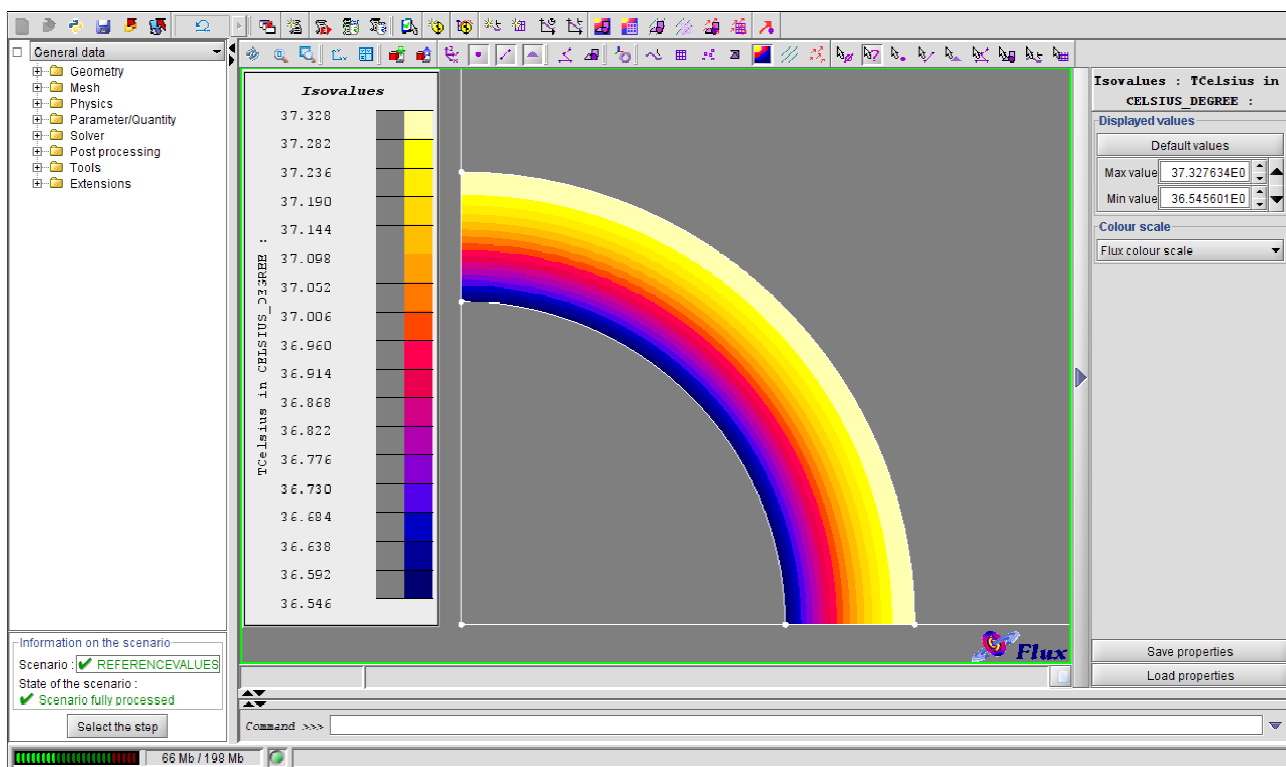 General data
Geometry
Mesh
Physics
Parameter/Quantity
Solver
Post processing
Tools
Extensions
Information on the scenario
Scenario : REFERENCEVALUES
State of the scenario :
Scenario fully processed
Select the step
66 Mb / 198 Mb
Isovalues
37.328
37.282
37.236
37.190
37.144
37.098
37.052
37.006
36.960
36.914
36.868
36.822
36.776
36.730
36.684
36.638
36.592
36.546
TCelsius in CELSIUS_DEGREE :
Flux
Command >>>
Isovalues : TCelsius in
CELSIUS_DEGREE :
Displayed values
Default values
Max value 37.327634E0
Min value 36.545601E0
Colour scale
Flux colour scale
Save properties
Load properties